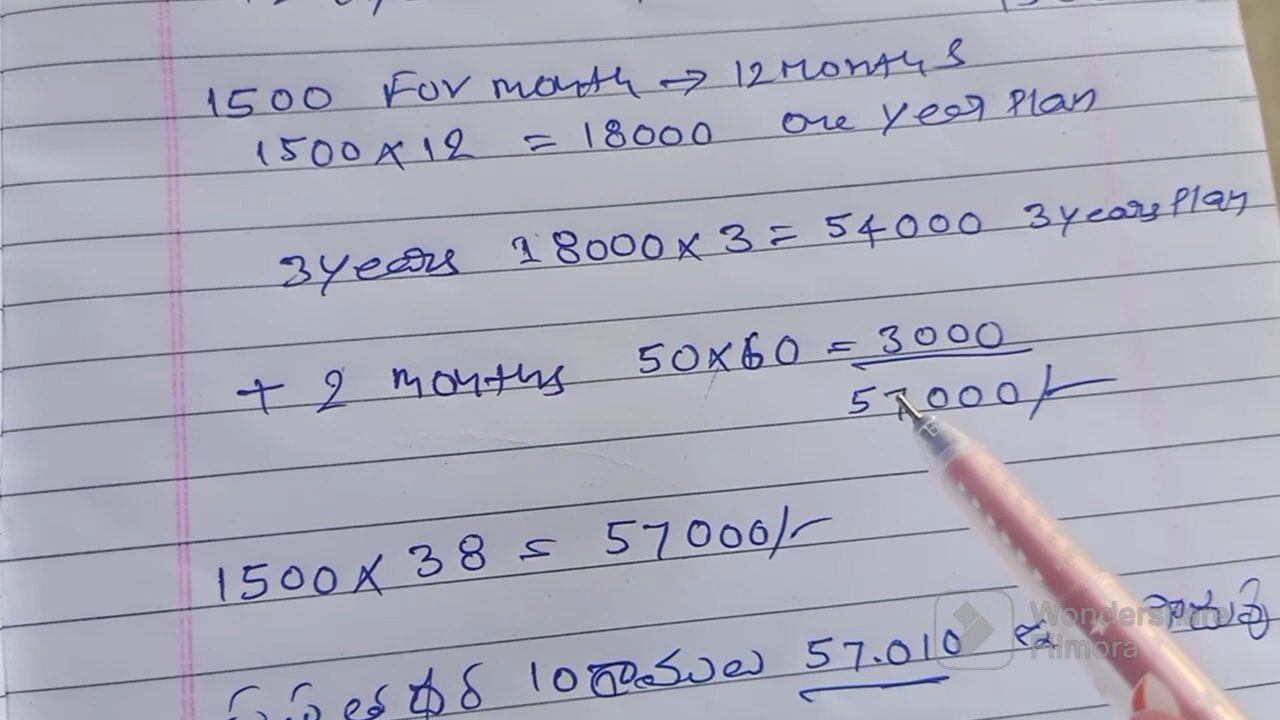 1500 For month → 12 Months
1500 × 12 = 18000 one year Plan
3 years 18000 × 3 = 54000 3 years Plan
+ 2 months 50×60 = 3000
57000/-
1500 × 38 = 57000/-
10 గ్రాములు 57.010
Wondershare
Filmora